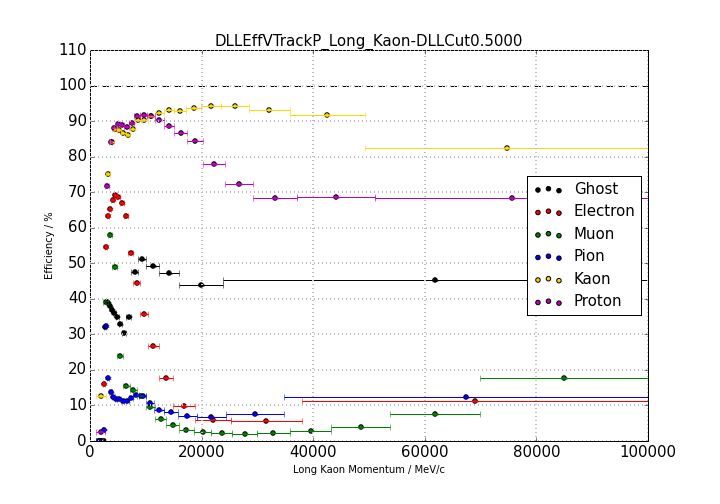 DLLEffVTrackP_Long_Kaon-DLLCut0.5000
110
100
90
80
70
60
50
40
30
20
10
0
Efficiency / %
Ghost
Electron
Muon
Pion
Kaon
Proton
0 20000 40000 60000 80000 100000
Long Kaon Momentum / MeV/c